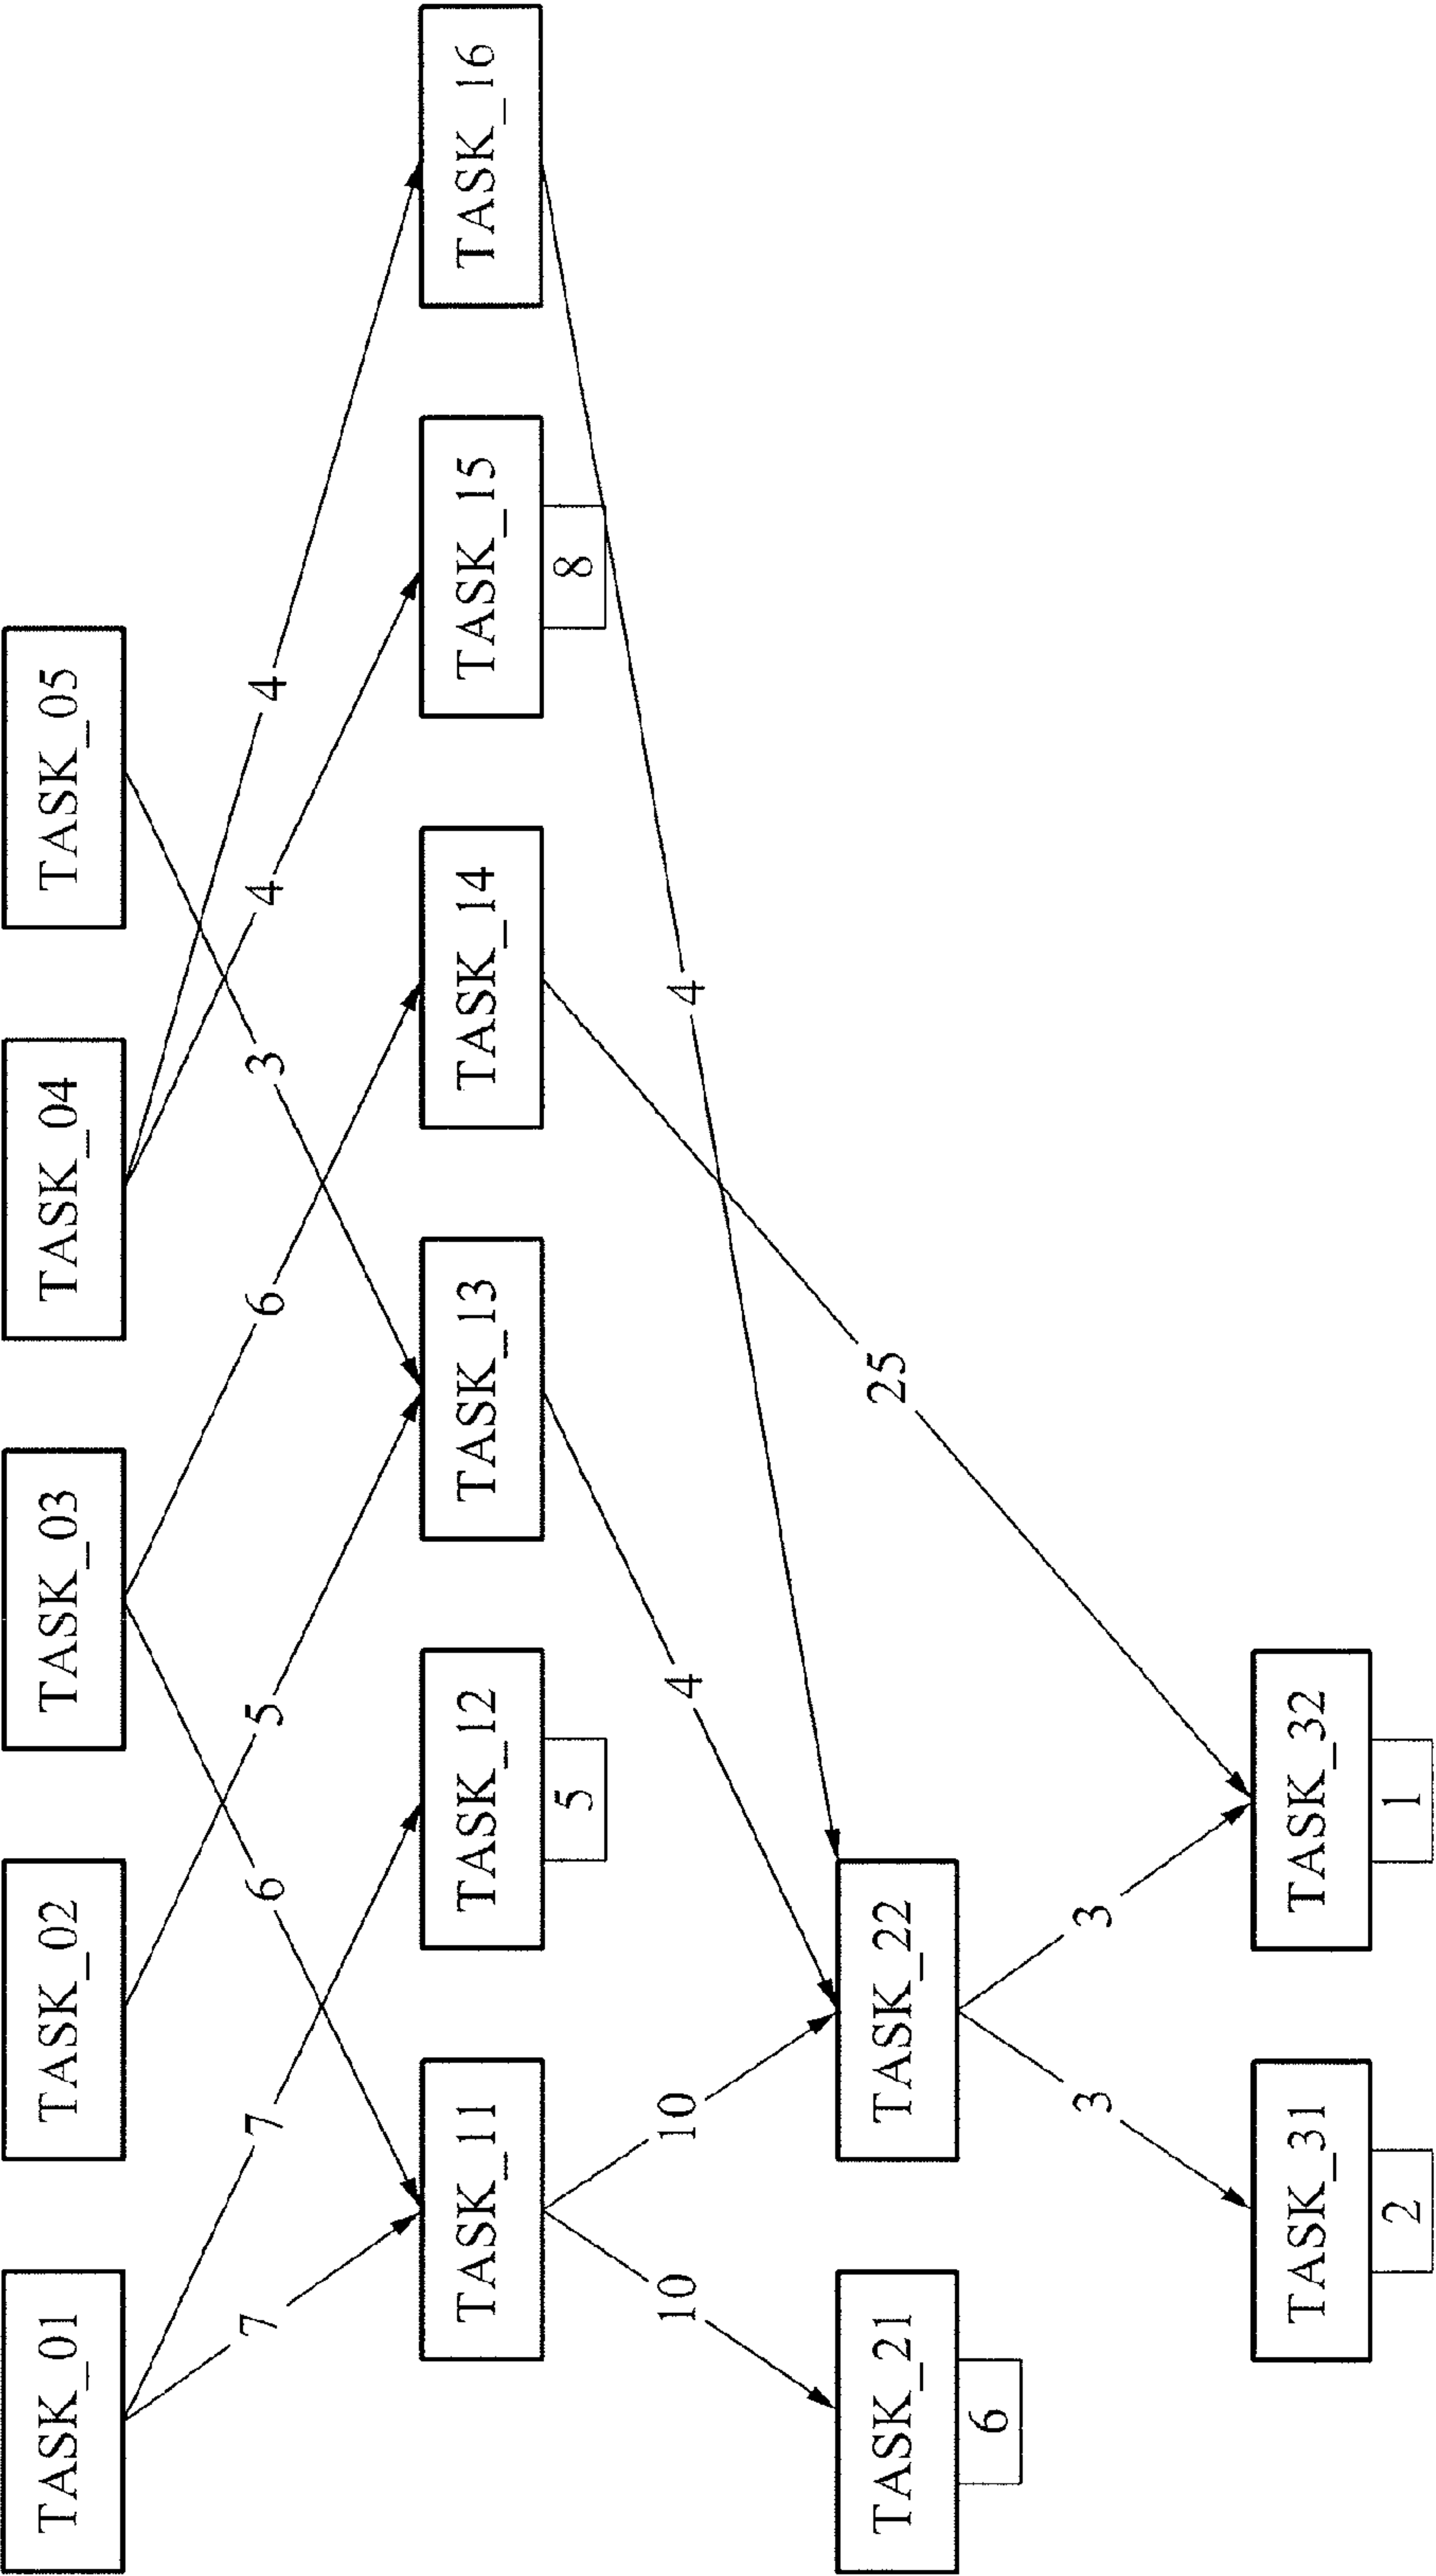 TASK_01
TASK_02
TASK_03
TASK_04
TASK_05
7
7
6
5
6
3
4
4
TASK_11
TASK_12
TASK_13
TASK_14
TASK_15
TASK_16
5
8
10
10
4
4
25
TASK_21
TASK_22
6
3
3
TASK_31
TASK_32
2
1